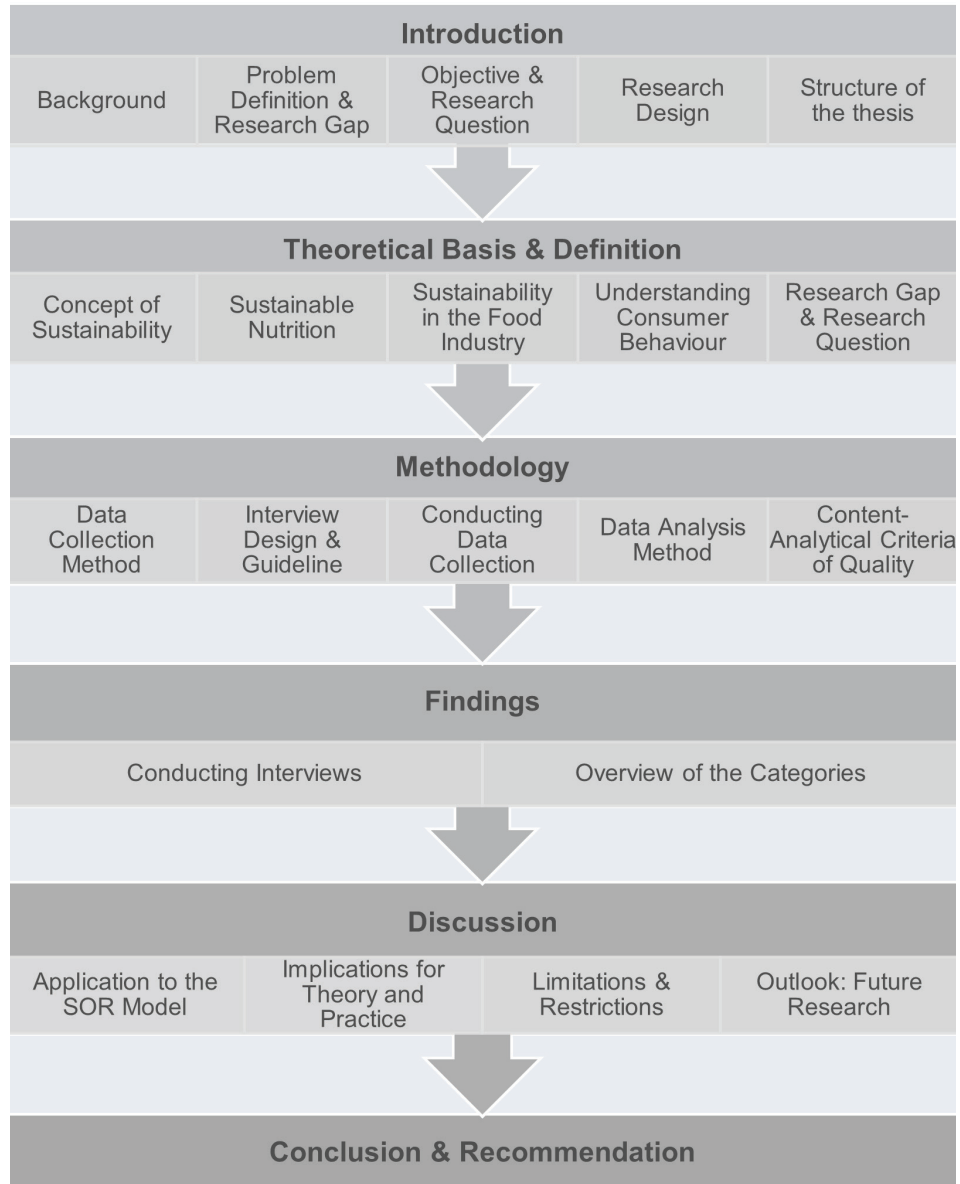 Introduction
Background
Problem
Definition &
Research Gap
Objective &
Research
Question
Research
Design
Structure of
the thesis
Theoretical Basis & Definition
Concept of
Sustainability
Sustainable
Nutrition
Sustainability
in the Food
Industry
Understanding
Consumer
Behaviour
Research Gap
& Research
Question
Methodology
Data
Collection
Method
Interview
Design &
Guideline
Conducting
Data
Collection
Data Analysis
Method
Content-
Analytical Criteria
of Quality
Findings
Conducting Interviews
Overview of the Categories
Discussion
Application to the
SOR Model
Implications for
Theory and
Practice
Limitations &
Restrictions
Outlook: Future
Research
Conclusion & Recommendation